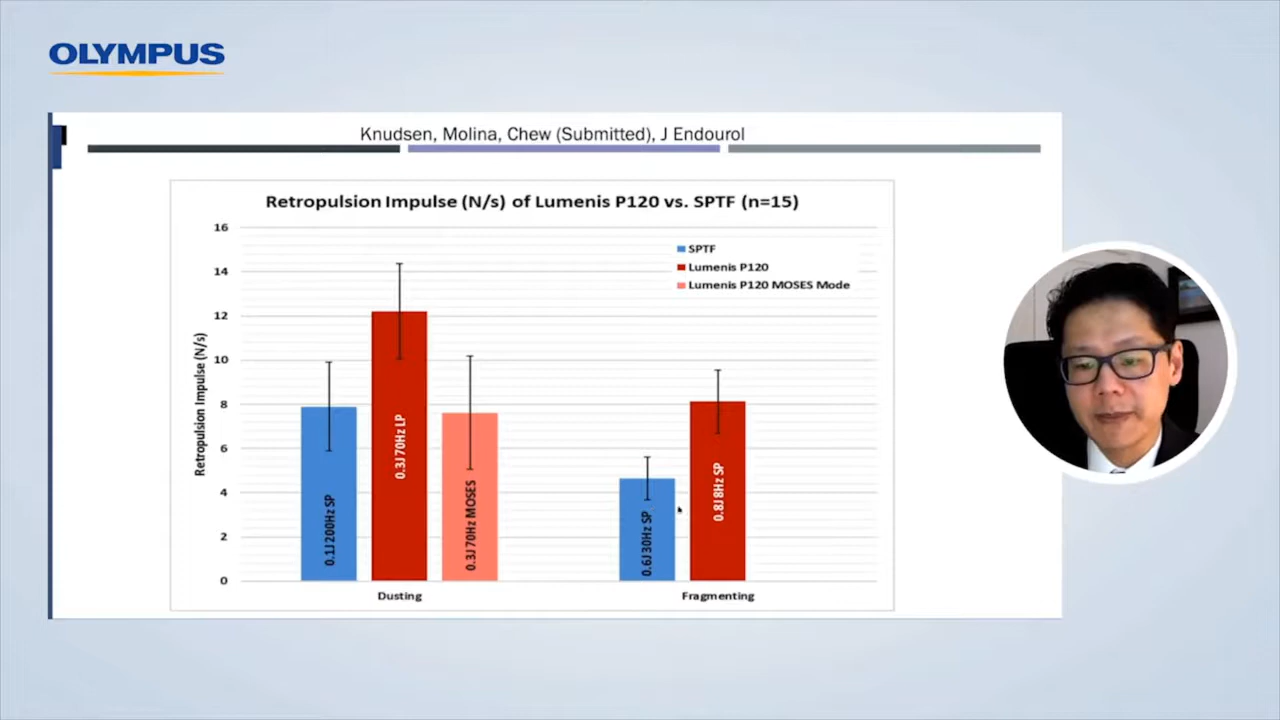 OLYMPUS
Knudsen, Molina, Chew (Submitted), J Endourol
Retropulsion Impulse (N/s) of Lumenis P120 vs. SPTF (n=15)
SPTF
Lumenis P120
Lumenis P120 MOSES Mode
Retropulsion Impulse (N/s)
16
14
12
10
8
6
4
2
0
0.1J 200Hz SP
0.3J 70Hz LP
0.3J 70Hz MOSES
0.6J 30Hz SP
0.8J 8Hz SP
Dusting
Fragmenting